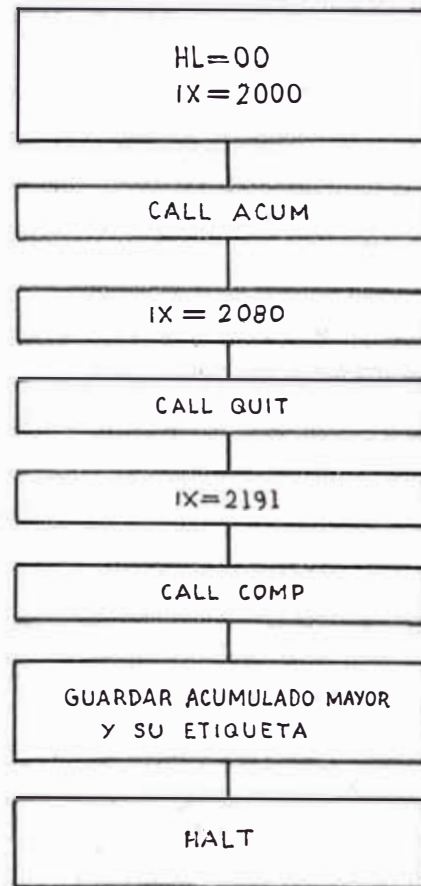 HL=00
IX=2000
CALL ACUM
IX=2080
CALL QUIT
IX=2191
CALL COMP
GUARDAR ACUMULADO MAYOR
Y SU ETIQUETA
HALT